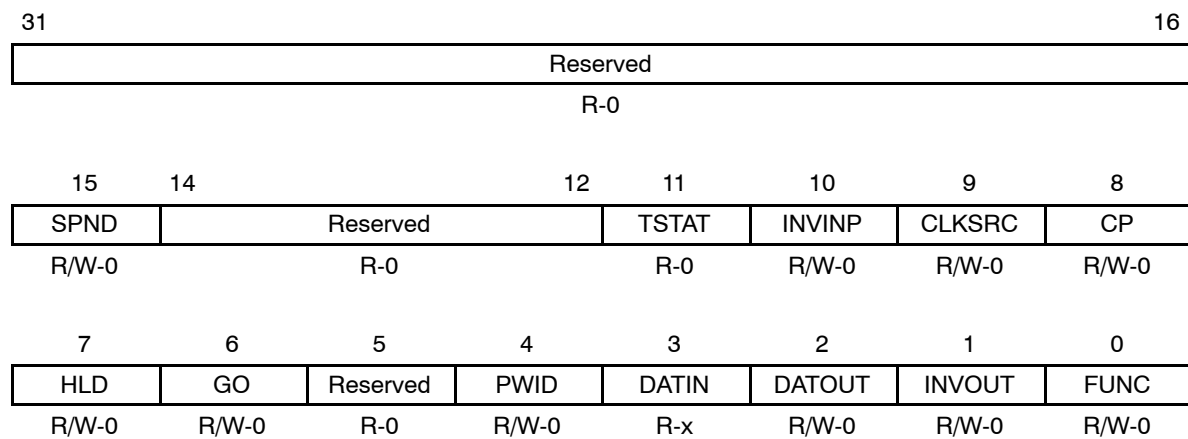 31 16
Reserved
R-0
15 14 12 11 10 9 8
SPND Reserved TSTAT INVINP CLKSRC CP
R/W-0 R-0 R-0 R/W-0 R/W-0 R/W-0
7 6 5 4 3 2 1 0
HLD GO Reserved PWID DATIN DATOUT INVOUT FUNC
R/W-0 R/W-0 R-0 R/W-0 R-x R/W-0 R/W-0 R/W-0